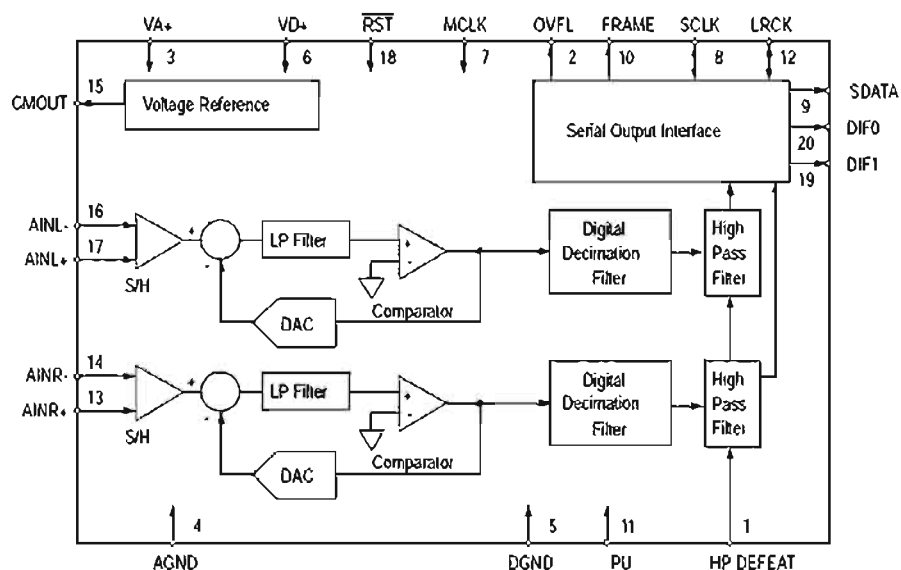 VA+ VD+ RST MCLK OVFL FRAME SCLK LRCK
3 6 18 7 2 10 8 12
CMOUT 15 Voltage Reference
Serial Output Interface
9 SDATA
20 DIF0
19 DIF1
AINL- 16
AINL+ 17
S/H
+
-
LP Filter
+
-
Comparator
DAC
Digital
Decimation
Filter
High
Pass
Filter
AINR- 14
AINR+ 13
S/H
+
-
LP Filter
+
-
Comparator
DAC
Digital
Decimation
Filter
High
Pass
Filter
4 5 11 1
AGND DGND PU HP DEFEAT